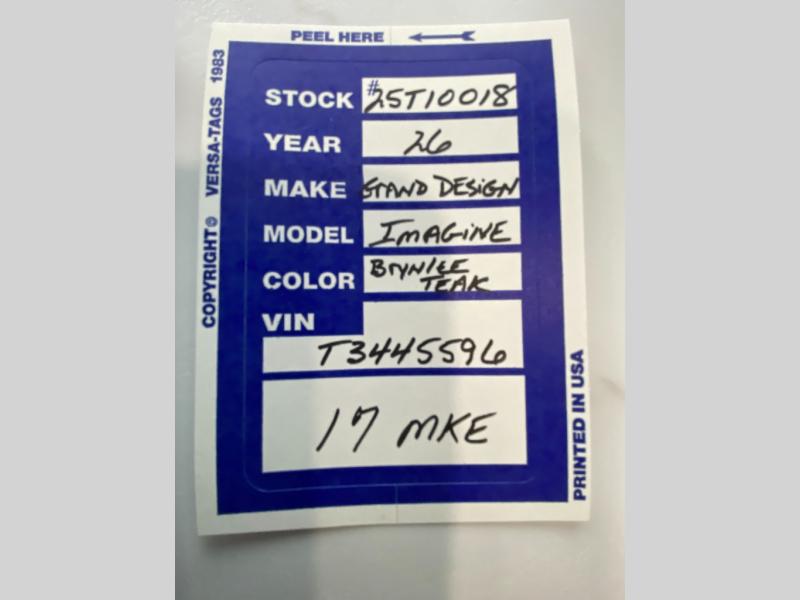 PEEL HERE
STOCK #25T10018
YEAR 26
MAKE GRAND DESIGN
MODEL IMAGINE
COLOR BRYNLEE
TEAK
VIN
T3445596
17 MKE
COPYRIGHT © VERSA-TAGS 1983
PRINTED IN USA